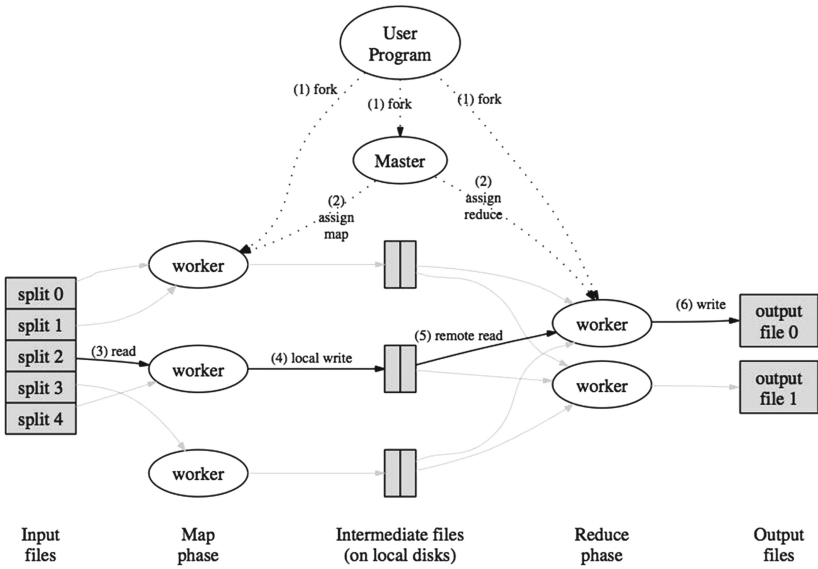 User
Program
(1) fork
(1) fork
(1) fork
Master
(2)
assign
map
(2)
assign
reduce
worker
split 0
split 1
split 2
split 3
split 4
(3) read
worker
(4) local write
(5) remote read
worker
(6) write
output
file 0
worker
output
file 1
worker
Input
files
Map
phase
Intermediate files
(on local disks)
Reduce
phase
Output
files